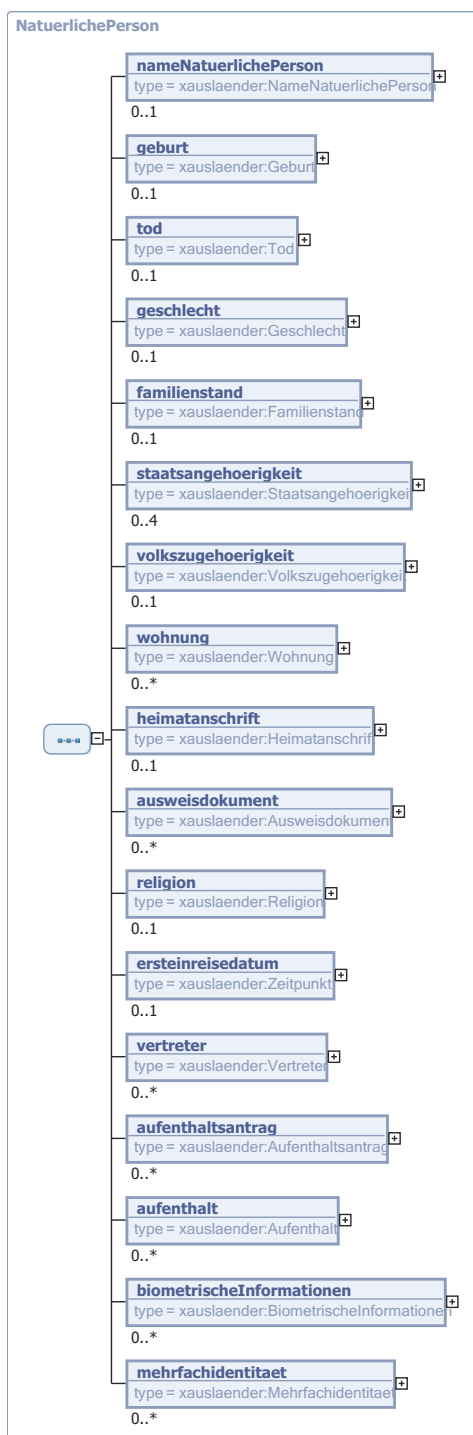 NatuerlichePerson
nameNatuerlichePerson
type = xauslaender:NameNatuerlichePerson
0..1
geburt
type = xauslaender:Geburt
0..1
tod
type = xauslaender:Tod
0..1
geschlecht
type = xauslaender:Geschlecht
0..1
familienstand
type = xauslaender:Familienstand
0..1
staatsangehoerigkeit
type = xauslaender:Staatsangehoerigkeit
0..4
volkszugehoerigkeit
type = xauslaender:Volkszugehoerigkeit
0..1
wohnung
type = xauslaender:Wohnung
0..*
heimatanschrift
type = xauslaender:Heimatanschrift
0..1
ausweisdokument
type = xauslaender:Ausweisdokument
0..*
religion
type = xauslaender:Religion
0..1
ersteinreisedatum
type = xauslaender:Zeitpunkt
0..1
vertreter
type = xauslaender:Vertreter
0..*
aufenthaltsantrag
type = xauslaender:Aufenthaltsantrag
0..*
aufenthalt
type = xauslaender:Aufenthalt
0..*
biometrischeInformationen
type = xauslaender:BiometrischeInformationen
0..*
mehrfachidentitaet
type = xauslaender:Mehrfachidentitaet
0..*